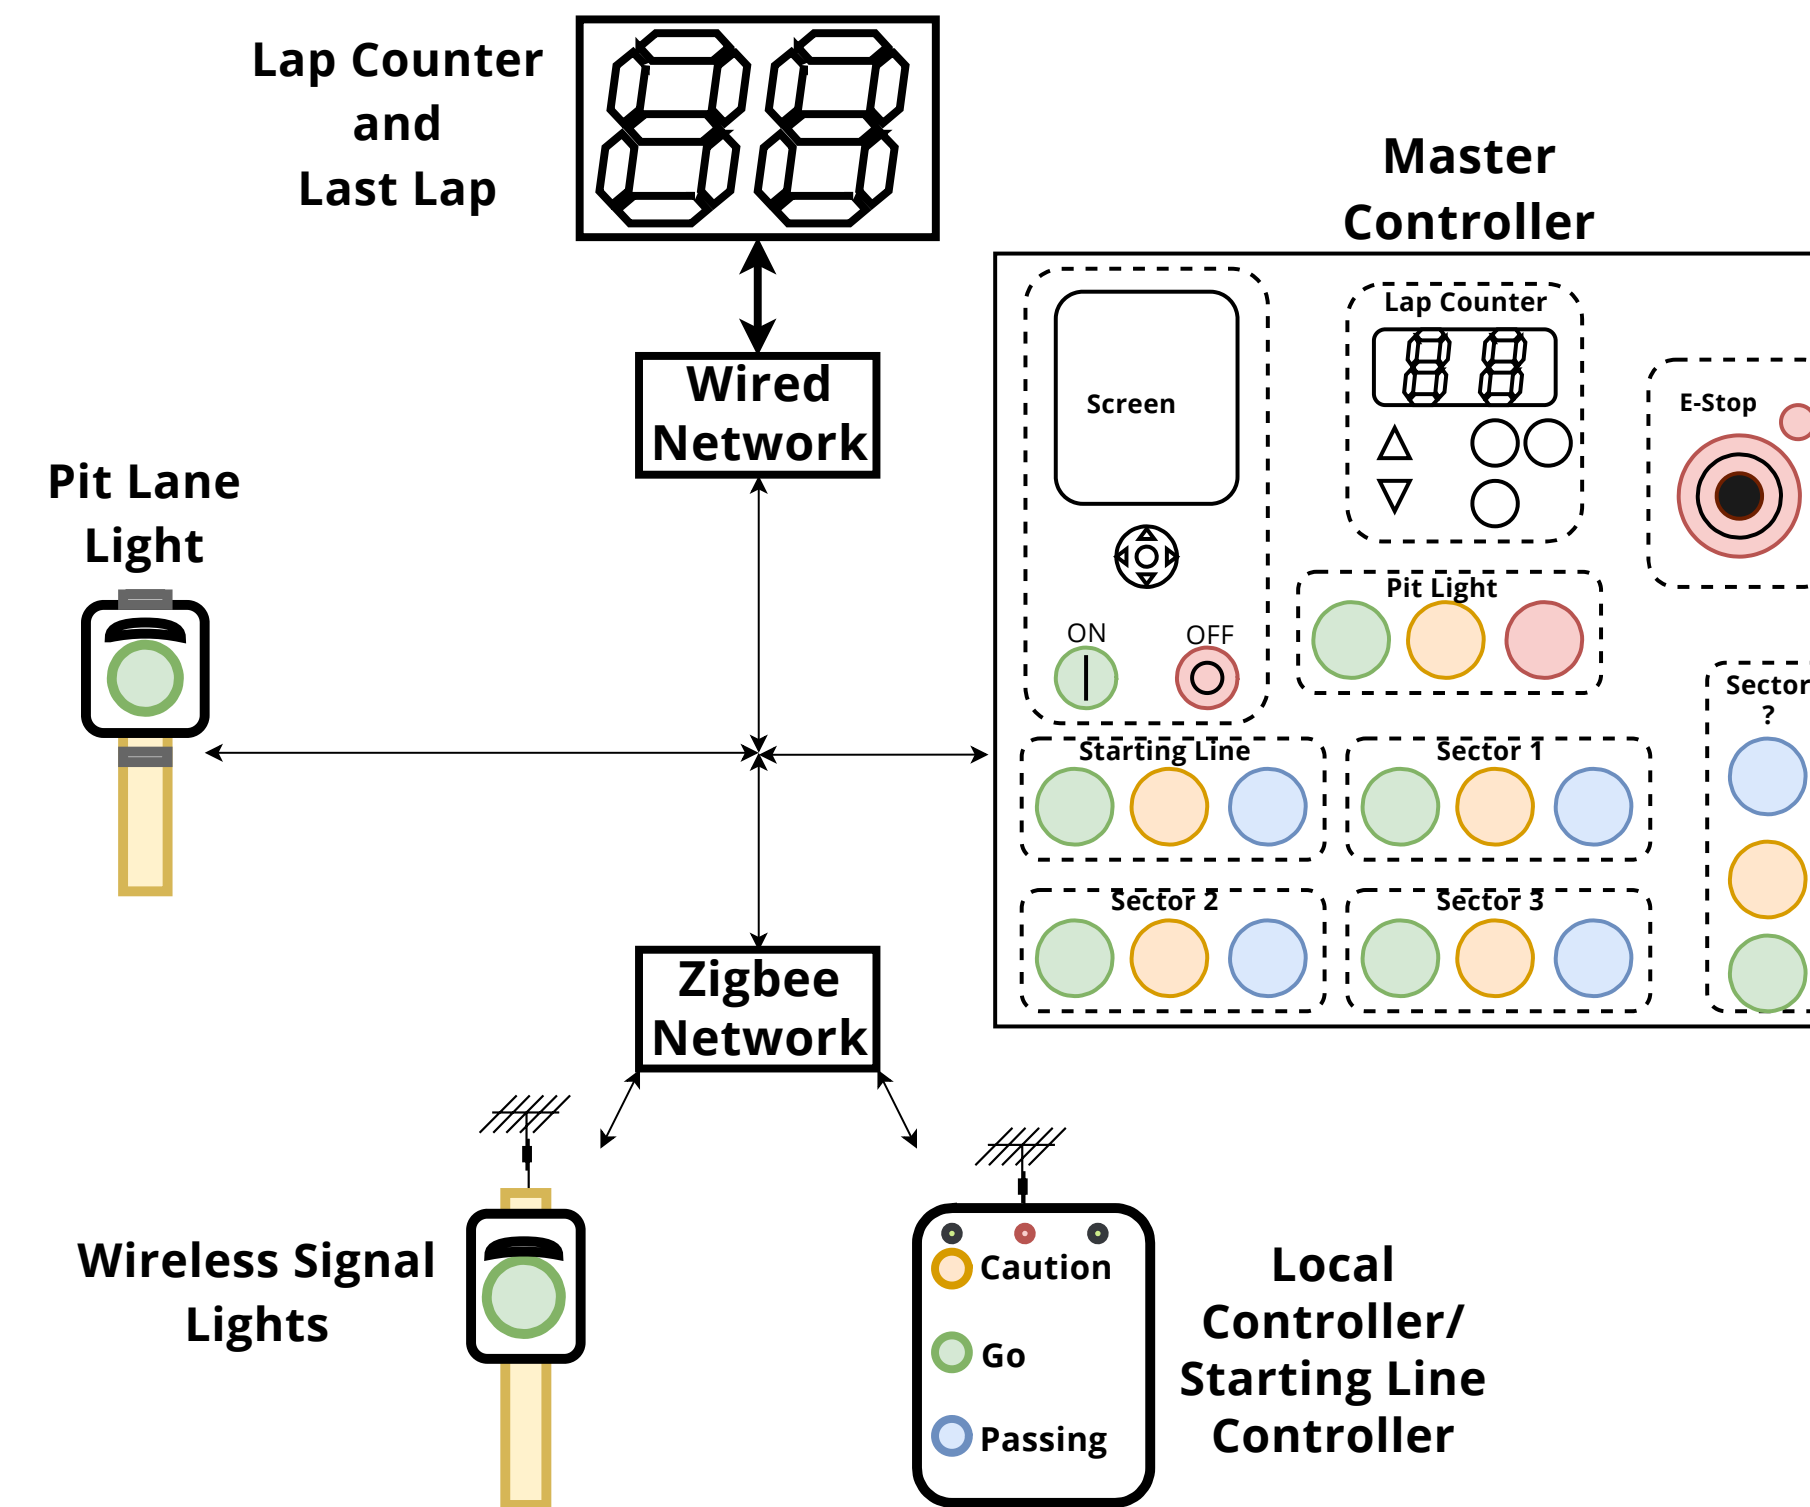 Lap Counter
and
Last Lap
88
Master
Controller
Wired
Network
Screen
ON
OFF
Lap Counter
88
E-Stop
Pit Light
Starting Line
Sector 1
Sector 2
Sector 3
Sector
?
Pit Lane
Light
Zigbee
Network
Wireless Signal
Lights
Caution
Go
Passing
Local
Controller/
Starting Line
Controller